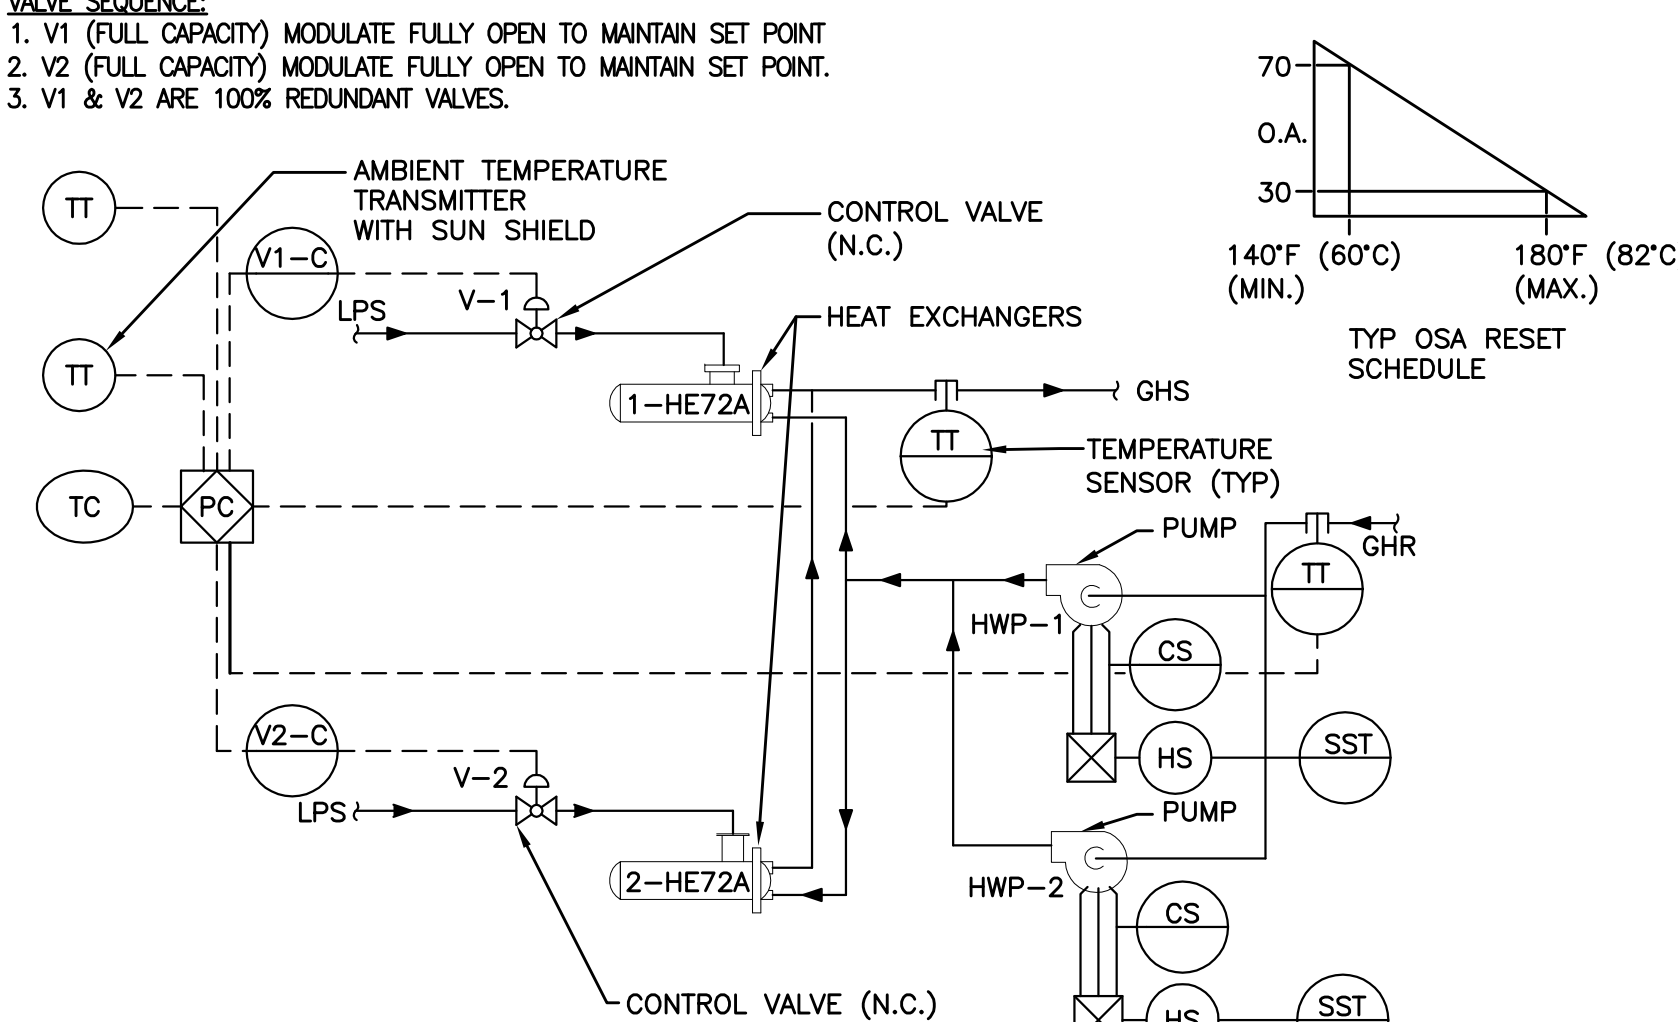 VALVE SEQUENCE:
1. V1 (FULL CAPACITY) MODULATE FULLY OPEN TO MAINTAIN SET POINT
2. V2 (FULL CAPACITY) MODULATE FULLY OPEN TO MAINTAIN SET POINT.
3. V1 & V2 ARE 100% REDUNDANT VALVES.
70
O.A.
30
140°F (60°C)
(MIN.)
180°F (82°C
(MAX.)
TYP OSA RESET
SCHEDULE
TT
AMBIENT TEMPERATURE
TRANSMITTER
WITH SUN SHIELD
CONTROL VALVE
(N.C.)
V1-C
V-1
LPS
HEAT EXCHANGERS
TT
1-HE72A
GHS
TT
TEMPERATURE
SENSOR (TYP)
TC
PC
PUMP
GHR
TT
HWP-1
CS
V2-C
V-2
HS
SST
LPS
PUMP
2-HE72A
HWP-2
CS
CONTROL VALVE (N.C.)
HS
SST